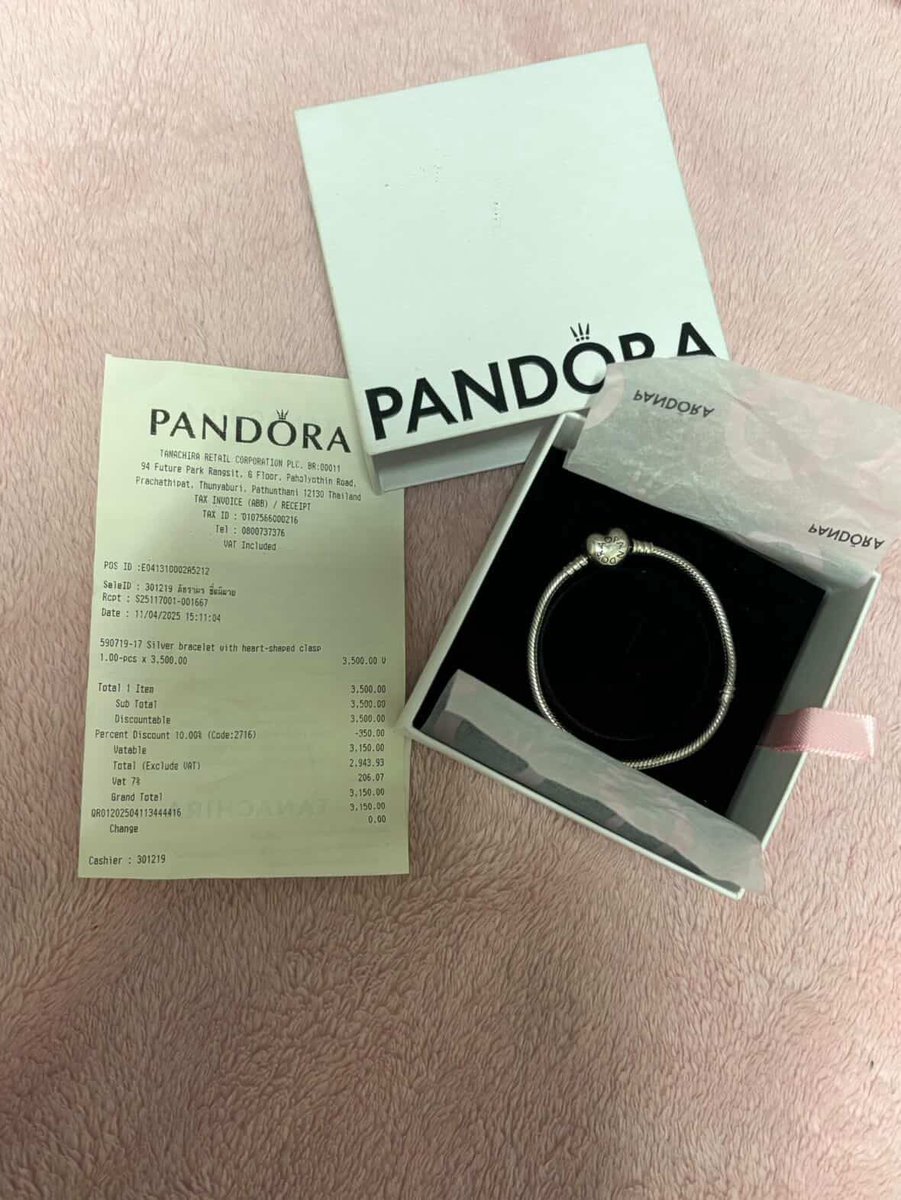 PANDORA
PANDORA
PANDORA
PANDORA
PANDORA
TANACHIRA RETAIL CORPORATION PLC. BR:00011
94 Future Park Rangsit, G Floor, Paholyothin Road,
Prachathipat, Thunyaburi, Pathumthani 12130 Thailand
TAX INVOICE (ABB) / RECEIPT
TAX ID : 0107566000216
Tel : 0800737376
VAT Included
POS ID :E041310002A5212
SaleID : 301219
Rcpt : S25117001-001667
Date : 11/04/2025 15:11:04
590719-17 Silver bracelet with heart-shaped clasp
1.00-pcs x 3,500.00 3,500.00 V
Total 1 Item 3,500.00
Sub Total 3,500.00
Discountable 3,500.00
Percent Discount 10.00% (Code:2716) -350.00
Vatable 3,150.00
Total (Exclude VAT) 2,943.93
Vat 7% 206.07
Grand Total 3,150.00
QR01202504113444416 3,150.00
Change 0.00
Cashier : 301219